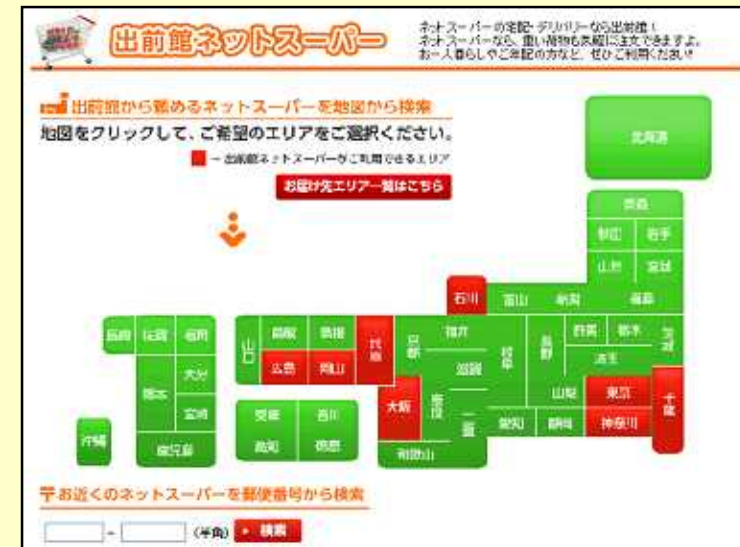 出前館ネットスーパー
ネットスーパーの宅配・デリバリーなら出前館！
ネットスーパーなら、重い荷物も気軽に注文できますよ。
お一人暮らしやご年配の方など、ぜひご利用ください！
出前館から頼めるネットスーパーを地図から検索
地図をクリックして、ご希望のエリアをご選択ください。
＝出前館ネットスーパーがご利用できるエリア
お届け先エリア一覧はこちら
北海道
青森
秋田 岩手
山形 宮城
石川 富山 新潟 福島
長崎 佐賀 福岡
山口 島根 鳥取 兵庫 京都 福井 岐阜 長野 群馬 栃木 茨城
広島 岡山 滋賀 埼玉
熊本 大分
大阪 奈良 三重 山梨 東京 千葉
宮崎 愛媛 香川 愛知 静岡 神奈川
沖縄 鹿児島 高知 徳島 和歌山
〒お近くのネットスーパーを郵便番号から検索
- (半角) 検索